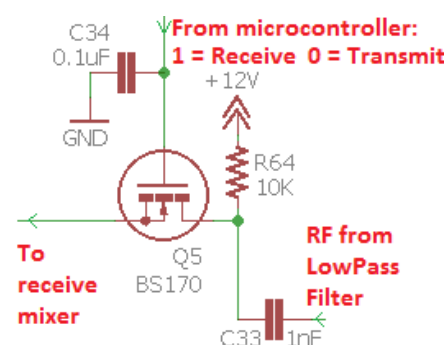 From microcontroller:
1 = Receive 0 = Transmit
C34
0.1uF
+12V
GND
R64
10K
Q5
BS170
To
receive
mixer
RF from
LowPass
Filter
C33 1nF